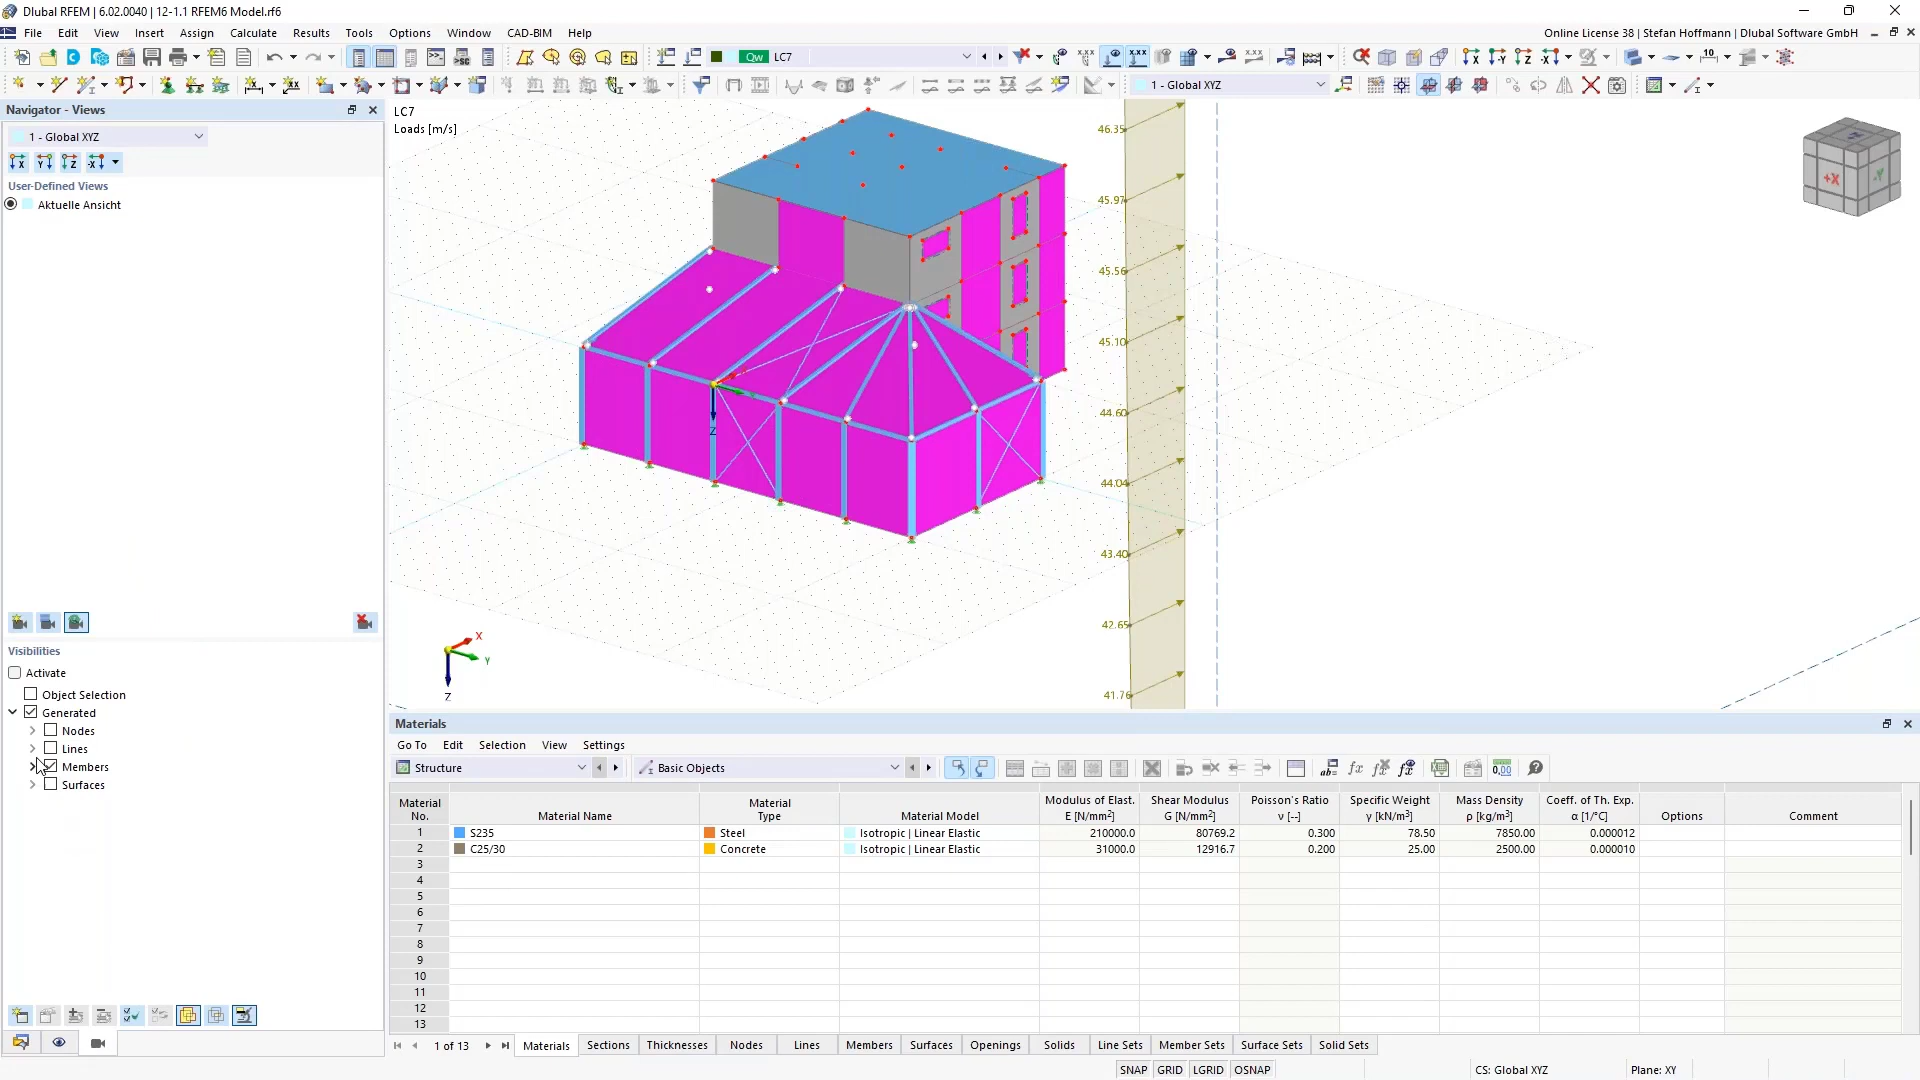 Dlubal RFEM | 6.02.0040 | 12-1.1 RFEM6 Model.rf6
File Edit View Insert Assign Calculate Results Tools Options Window CAD-BIM Help
Online License 38 | Stefan Hoffmann | Dlubal Software GmbH
Qw LC7
1 - Global XYZ
Navigator - Views
1 - Global XYZ
User-Defined Views
Aktuelle Ansicht
Visibilities
Activate
Object Selection
Generated
Nodes
Lines
Members
Surfaces
LC7
Loads [m/s]
46.35
45.97
45.56
45.10
44.60
44.04
43.40
42.65
41.76
+X
-Y
Z
X
Y
Z
Materials
Go To Edit Selection View Settings
Structure Basic Objects
Material No. Material Name Material Type Material Model Modulus of Elast. E [N/mm²] Shear Modulus G [N/mm²] Poisson's Ratio ν [--] Specific Weight γ [kN/m³] Mass Density ρ [kg/m³] Coeff. of Th. Exp. α [1/°C] Options Comment
1 S235 Steel Isotropic | Linear Elastic 210000.0 80769.2 0.300 78.50 7850.00 0.000012
2 C25/30 Concrete Isotropic | Linear Elastic 31000.0 12916.7 0.200 25.00 2500.00 0.000010
3
4
5
6
7
8
9
10
11
12
13
1 of 13 Materials Sections Thicknesses Nodes Lines Members Surfaces Openings Solids Line Sets Member Sets Surface Sets Solid Sets
SNAP GRID LGRID OSNAP CS: Global XYZ Plane: XY